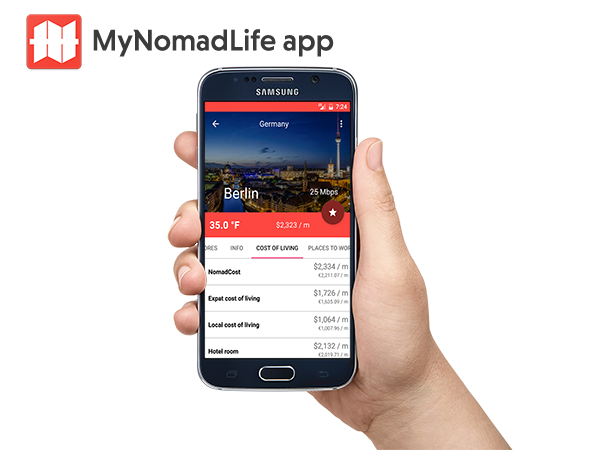 MyNomadLife app
SAMSUNG
7:24
Germany
Berlin
25 Mbps
35.0 °F
$2,323 / m
ORES INFO COST OF LIVING PLACES TO WOR
NomadCost
$2,334 / m
€2,211.07 / m
Expat cost of living
$1,726 / m
€1,635.09 / m
Local cost of living
$1,064 / m
€1,007.96 / m
Hotel room
$2,132 / m
€2,019.71 / m